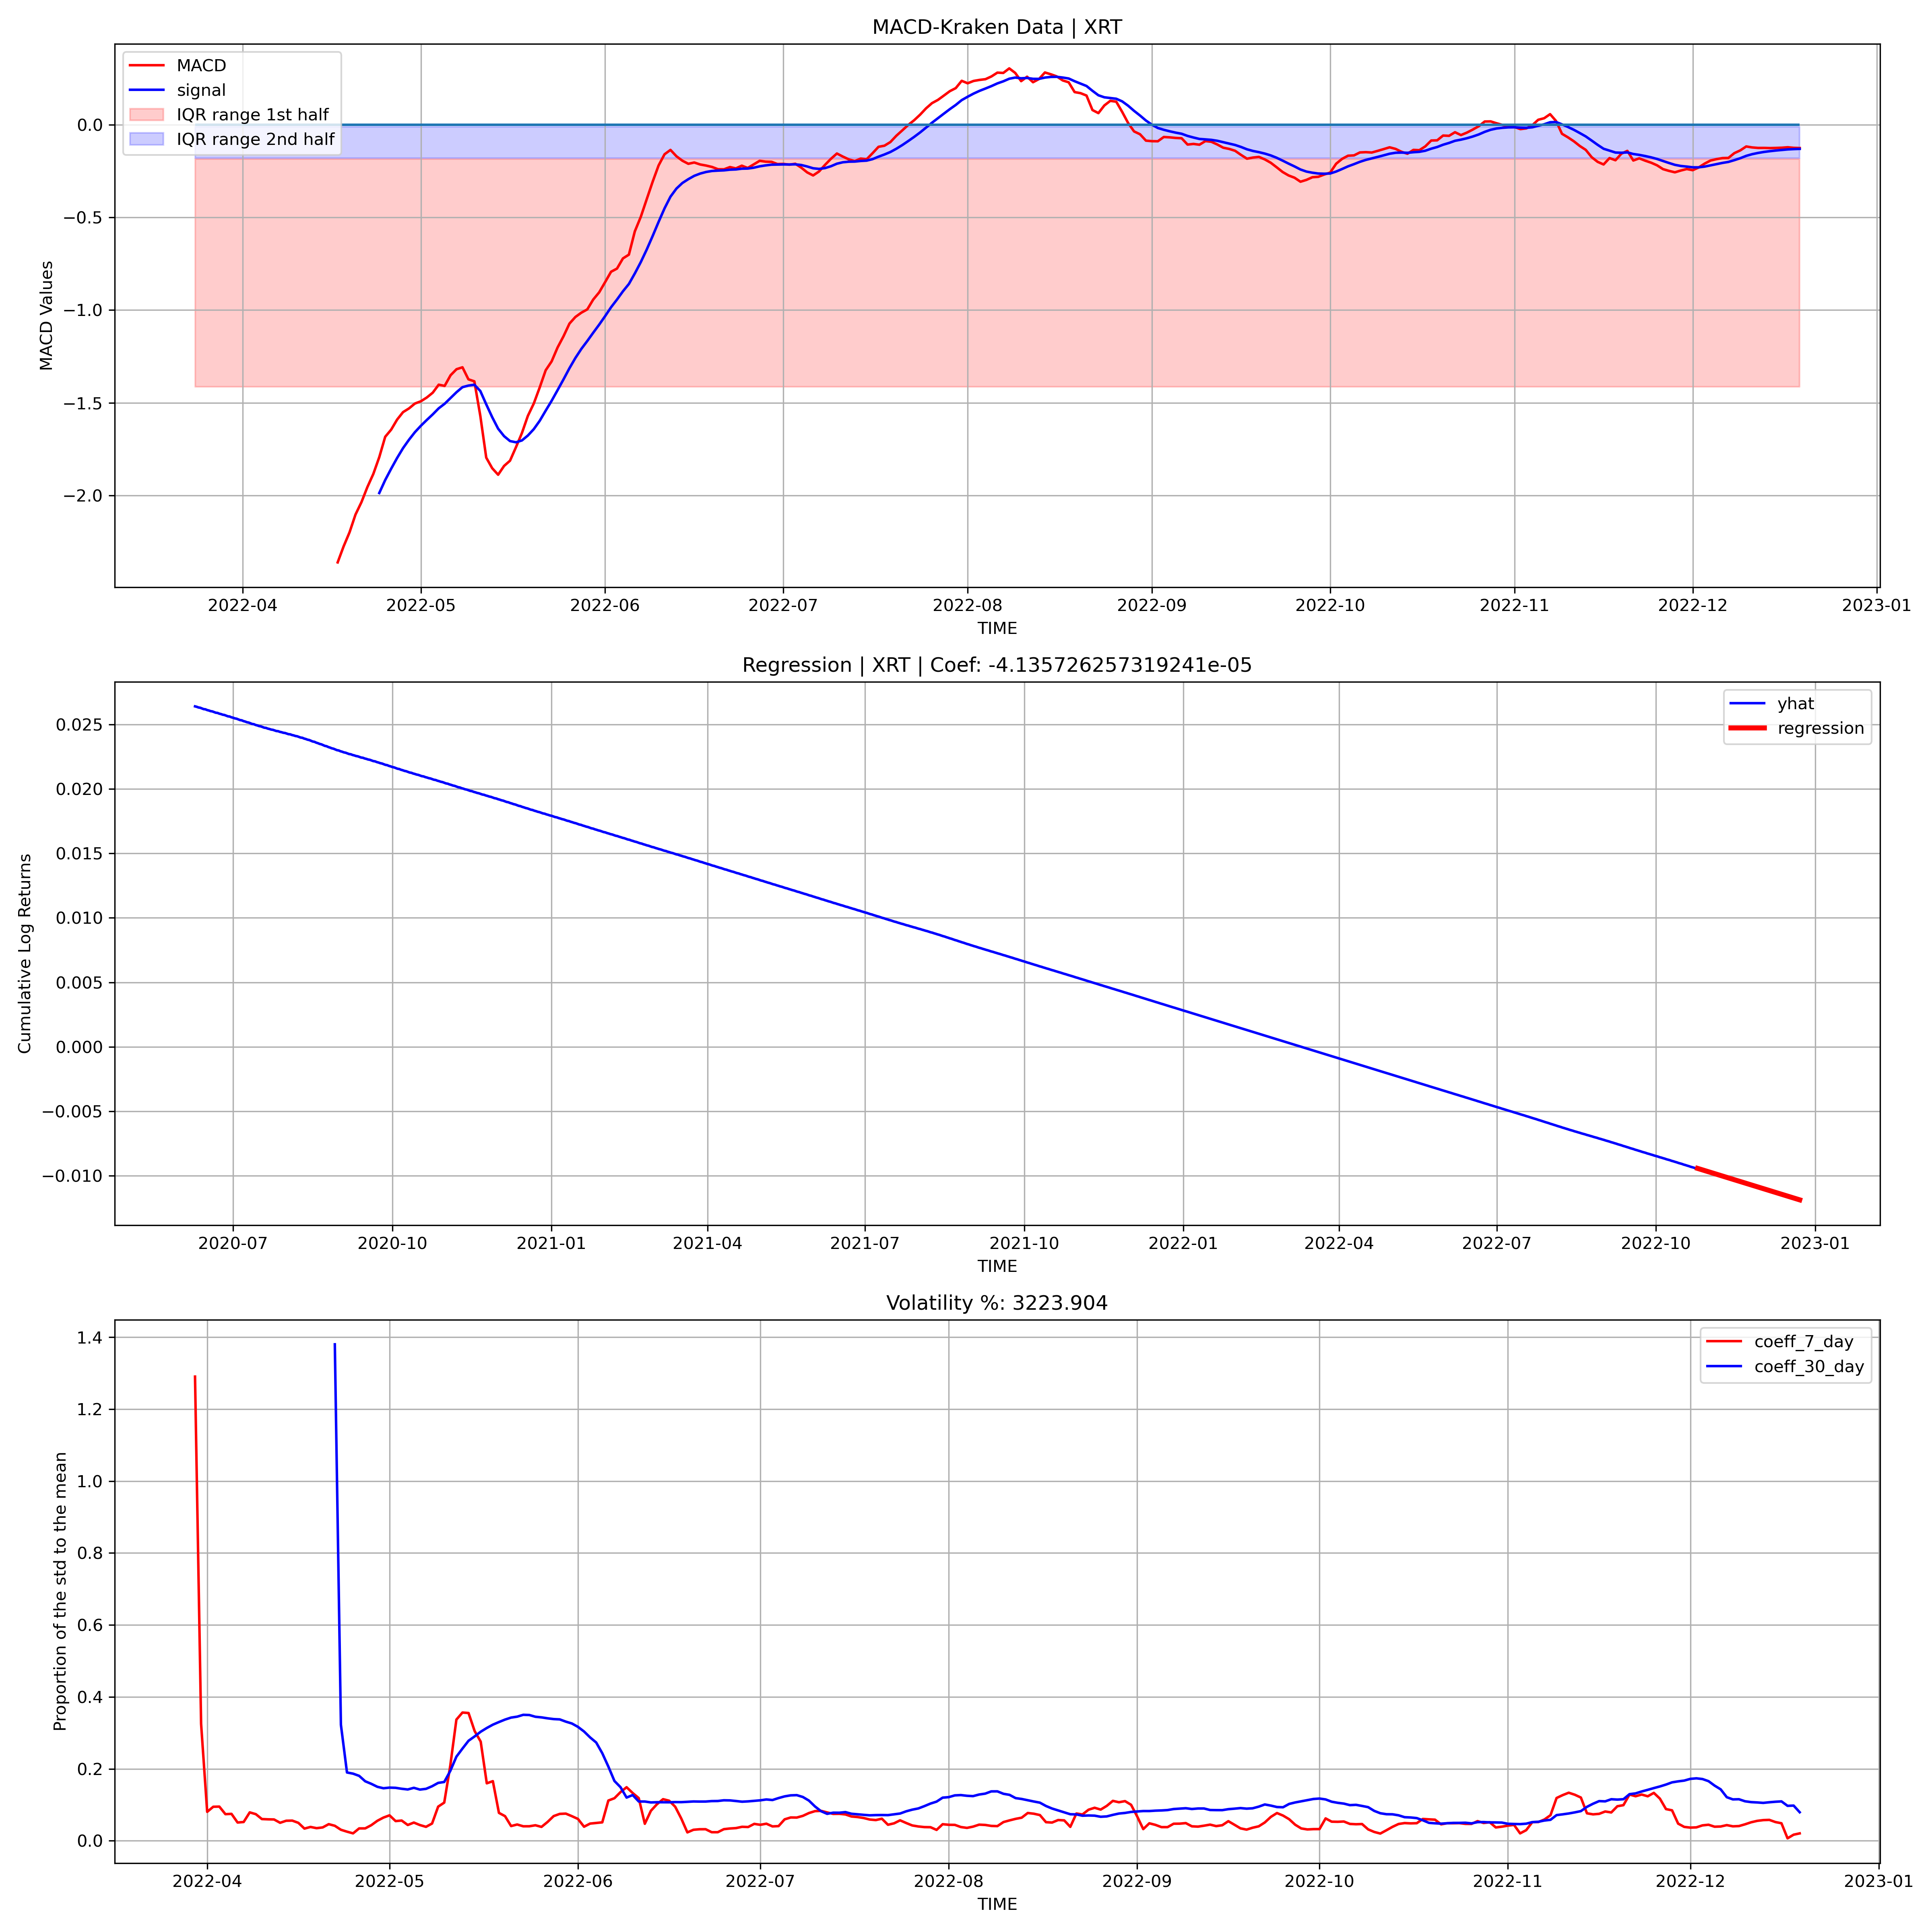 MACD-Kraken Data | XRT
MACD
signal
IQR range 1st half
IQR range 2nd half
MACD Values
0.0
−0.5
−1.0
−1.5
−2.0
2022-04 2022-05 2022-06 2022-07 2022-08 2022-09 2022-10 2022-11 2022-12 2023-01
TIME
Regression | XRT | Coef: -4.135726257319241e-05
yhat
regression
Cumulative Log Returns
0.025
0.020
0.015
0.010
0.005
0.000
−0.005
−0.010
2020-07 2020-10 2021-01 2021-04 2021-07 2021-10 2022-01 2022-04 2022-07 2022-10 2023-01
TIME
Volatility %: 3223.904
coeff_7_day
coeff_30_day
Proportion of the std to the mean
1.4
1.2
1.0
0.8
0.6
0.4
0.2
0.0
2022-04 2022-05 2022-06 2022-07 2022-08 2022-09 2022-10 2022-11 2022-12 2023-01
TIME